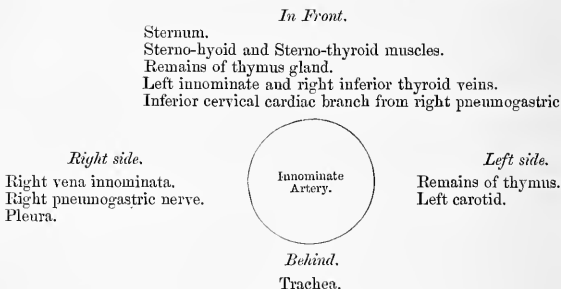 In Front.
Sternum.
Sterno-hyoid and Sterno-thyroid muscles.
Remains of thymus gland.
Left innominate and right inferior thyroid veins.
Inferior cervical cardiac branch from right pneumogastric
Right side.
Right vena innominata.
Right pneumogastric nerve.
Pleura.
Innominate
Artery.
Left side.
Remains of thymus.
Left carotid.
Behind.
Trachea.